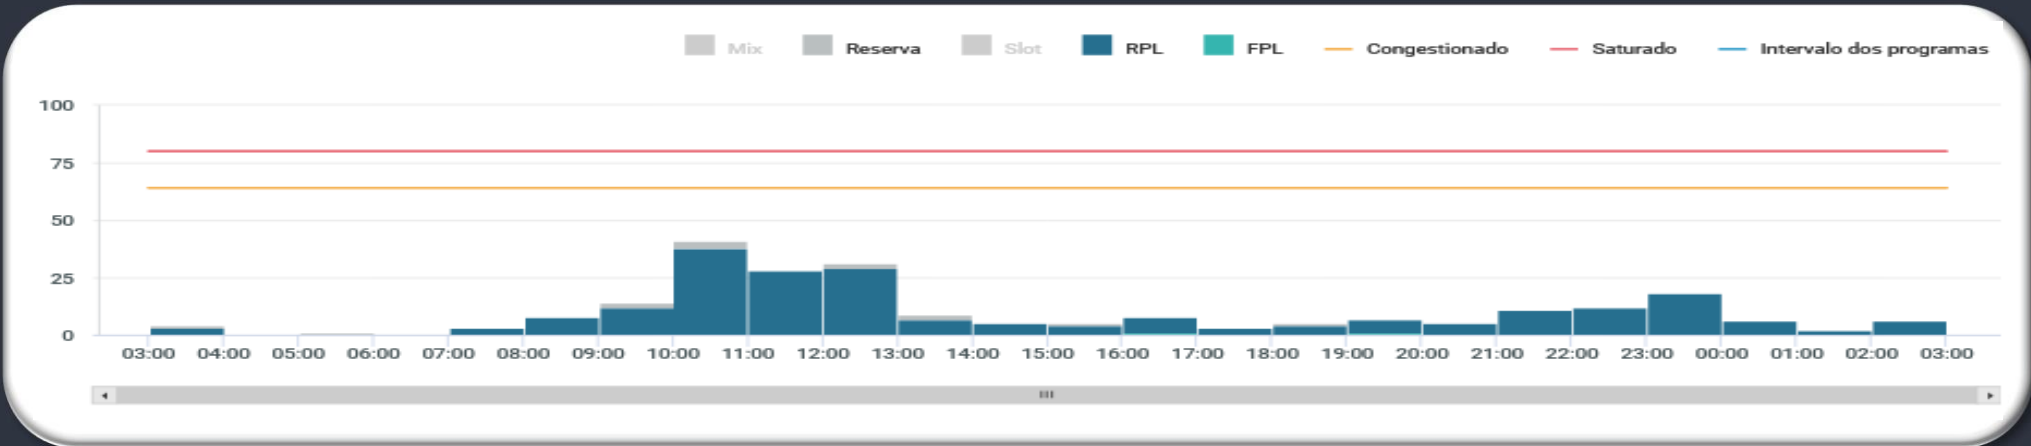 Mix Reserva Slot RPL FPL Congestionado Saturado Intervalo dos programas
100
75
50
25
0
03:00 04:00 05:00 06:00 07:00 08:00 09:00 10:00 11:00 12:00 13:00 14:00 15:00 16:00 17:00 18:00 19:00 20:00 21:00 22:00 23:00 00:00 01:00 02:00 03:00